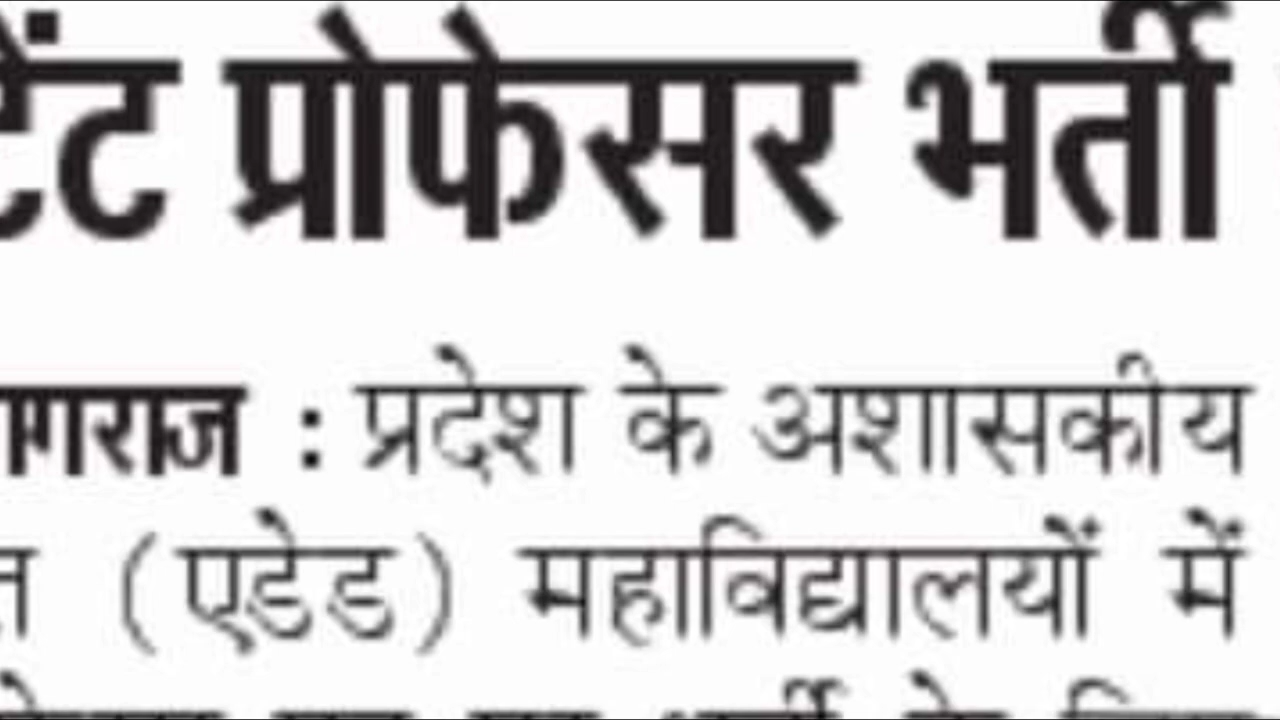 टेंट प्रोफेसर भर्ती
ागराज : प्रदेश के अशासकीय
त (एडेड) महाविद्यालयों में